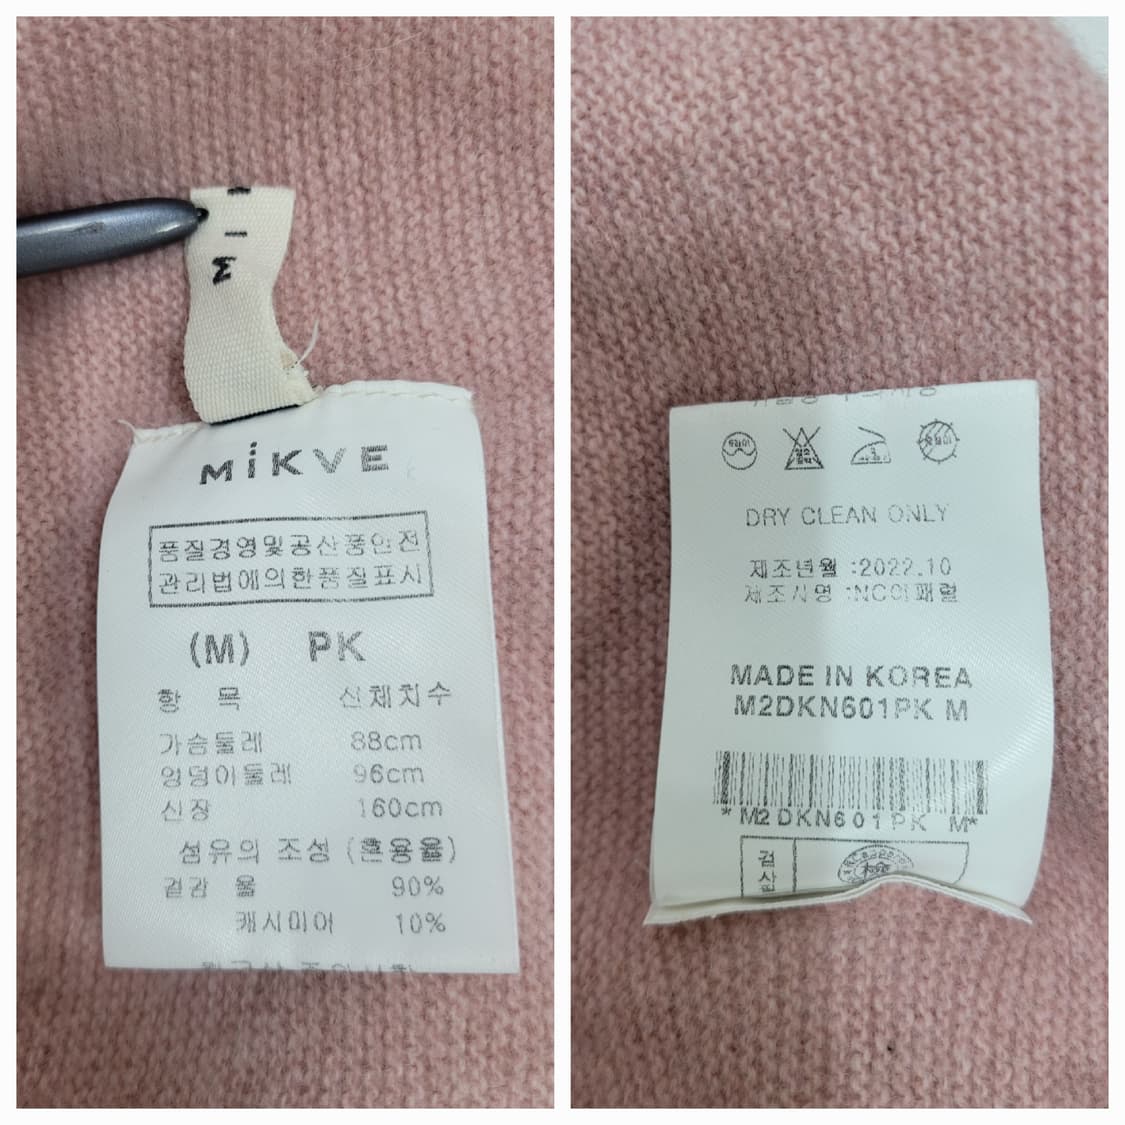 M I
MiKVE
품질경영및공산품안전
관리법에의한품질표시
(M) PK
항 목 신체치수
가슴둘레 88cm
엉덩이둘레 96cm
신장 160cm
섬유의 조성 (혼용율)
겉감 울 90%
캐시미어 10%
드라이
DRY CLEAN ONLY
제조년월 :2022.10
제조사명 :NC어패럴
MADE IN KOREA
M2DKN601PK M
* M2DKN601PK M*
검사